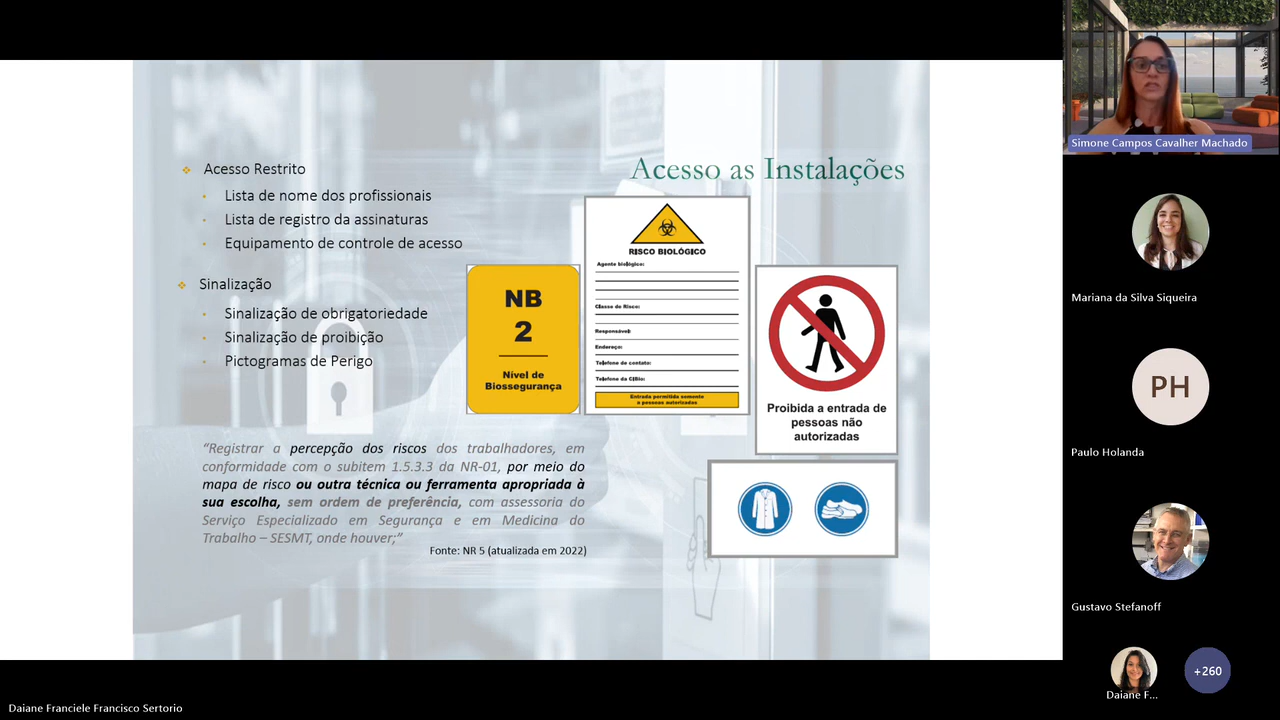 Acesso as Instalações
Acesso Restrito
Lista de nome dos profissionais
Lista de registro da assinaturas
Equipamento de controle de acesso
Sinalização
Sinalização de obrigatoriedade
Sinalização de proibição
Pictogramas de Perigo
NB
2
Nível de
Biossegurança
RISCO BIOLÓGICO
Agente biológico:
Classe de Risco:
Responsável:
Endereço:
Telefone de contato:
Telefone da CIBio:
Entrada permitida somente
a pessoas autorizadas
Proibida a entrada de
pessoas não
autorizadas
“Registrar a percepção dos riscos dos trabalhadores, em
conformidade com o subitem 1.5.3.3 da NR-01, por meio do
mapa de risco ou outra técnica ou ferramenta apropriada à
sua escolha, sem ordem de preferência, com assessoria do
Serviço Especializado em Segurança e em Medicina do
Trabalho – SESMT, onde houver;”
Fonte: NR 5 (atualizada em 2022)
Simone Campos Cavalher Machado
Mariana da Silva Siqueira
PH
Paulo Holanda
Gustavo Stefanoff
Daiane F...
+260
Daiane Franciele Francisco Sertorio